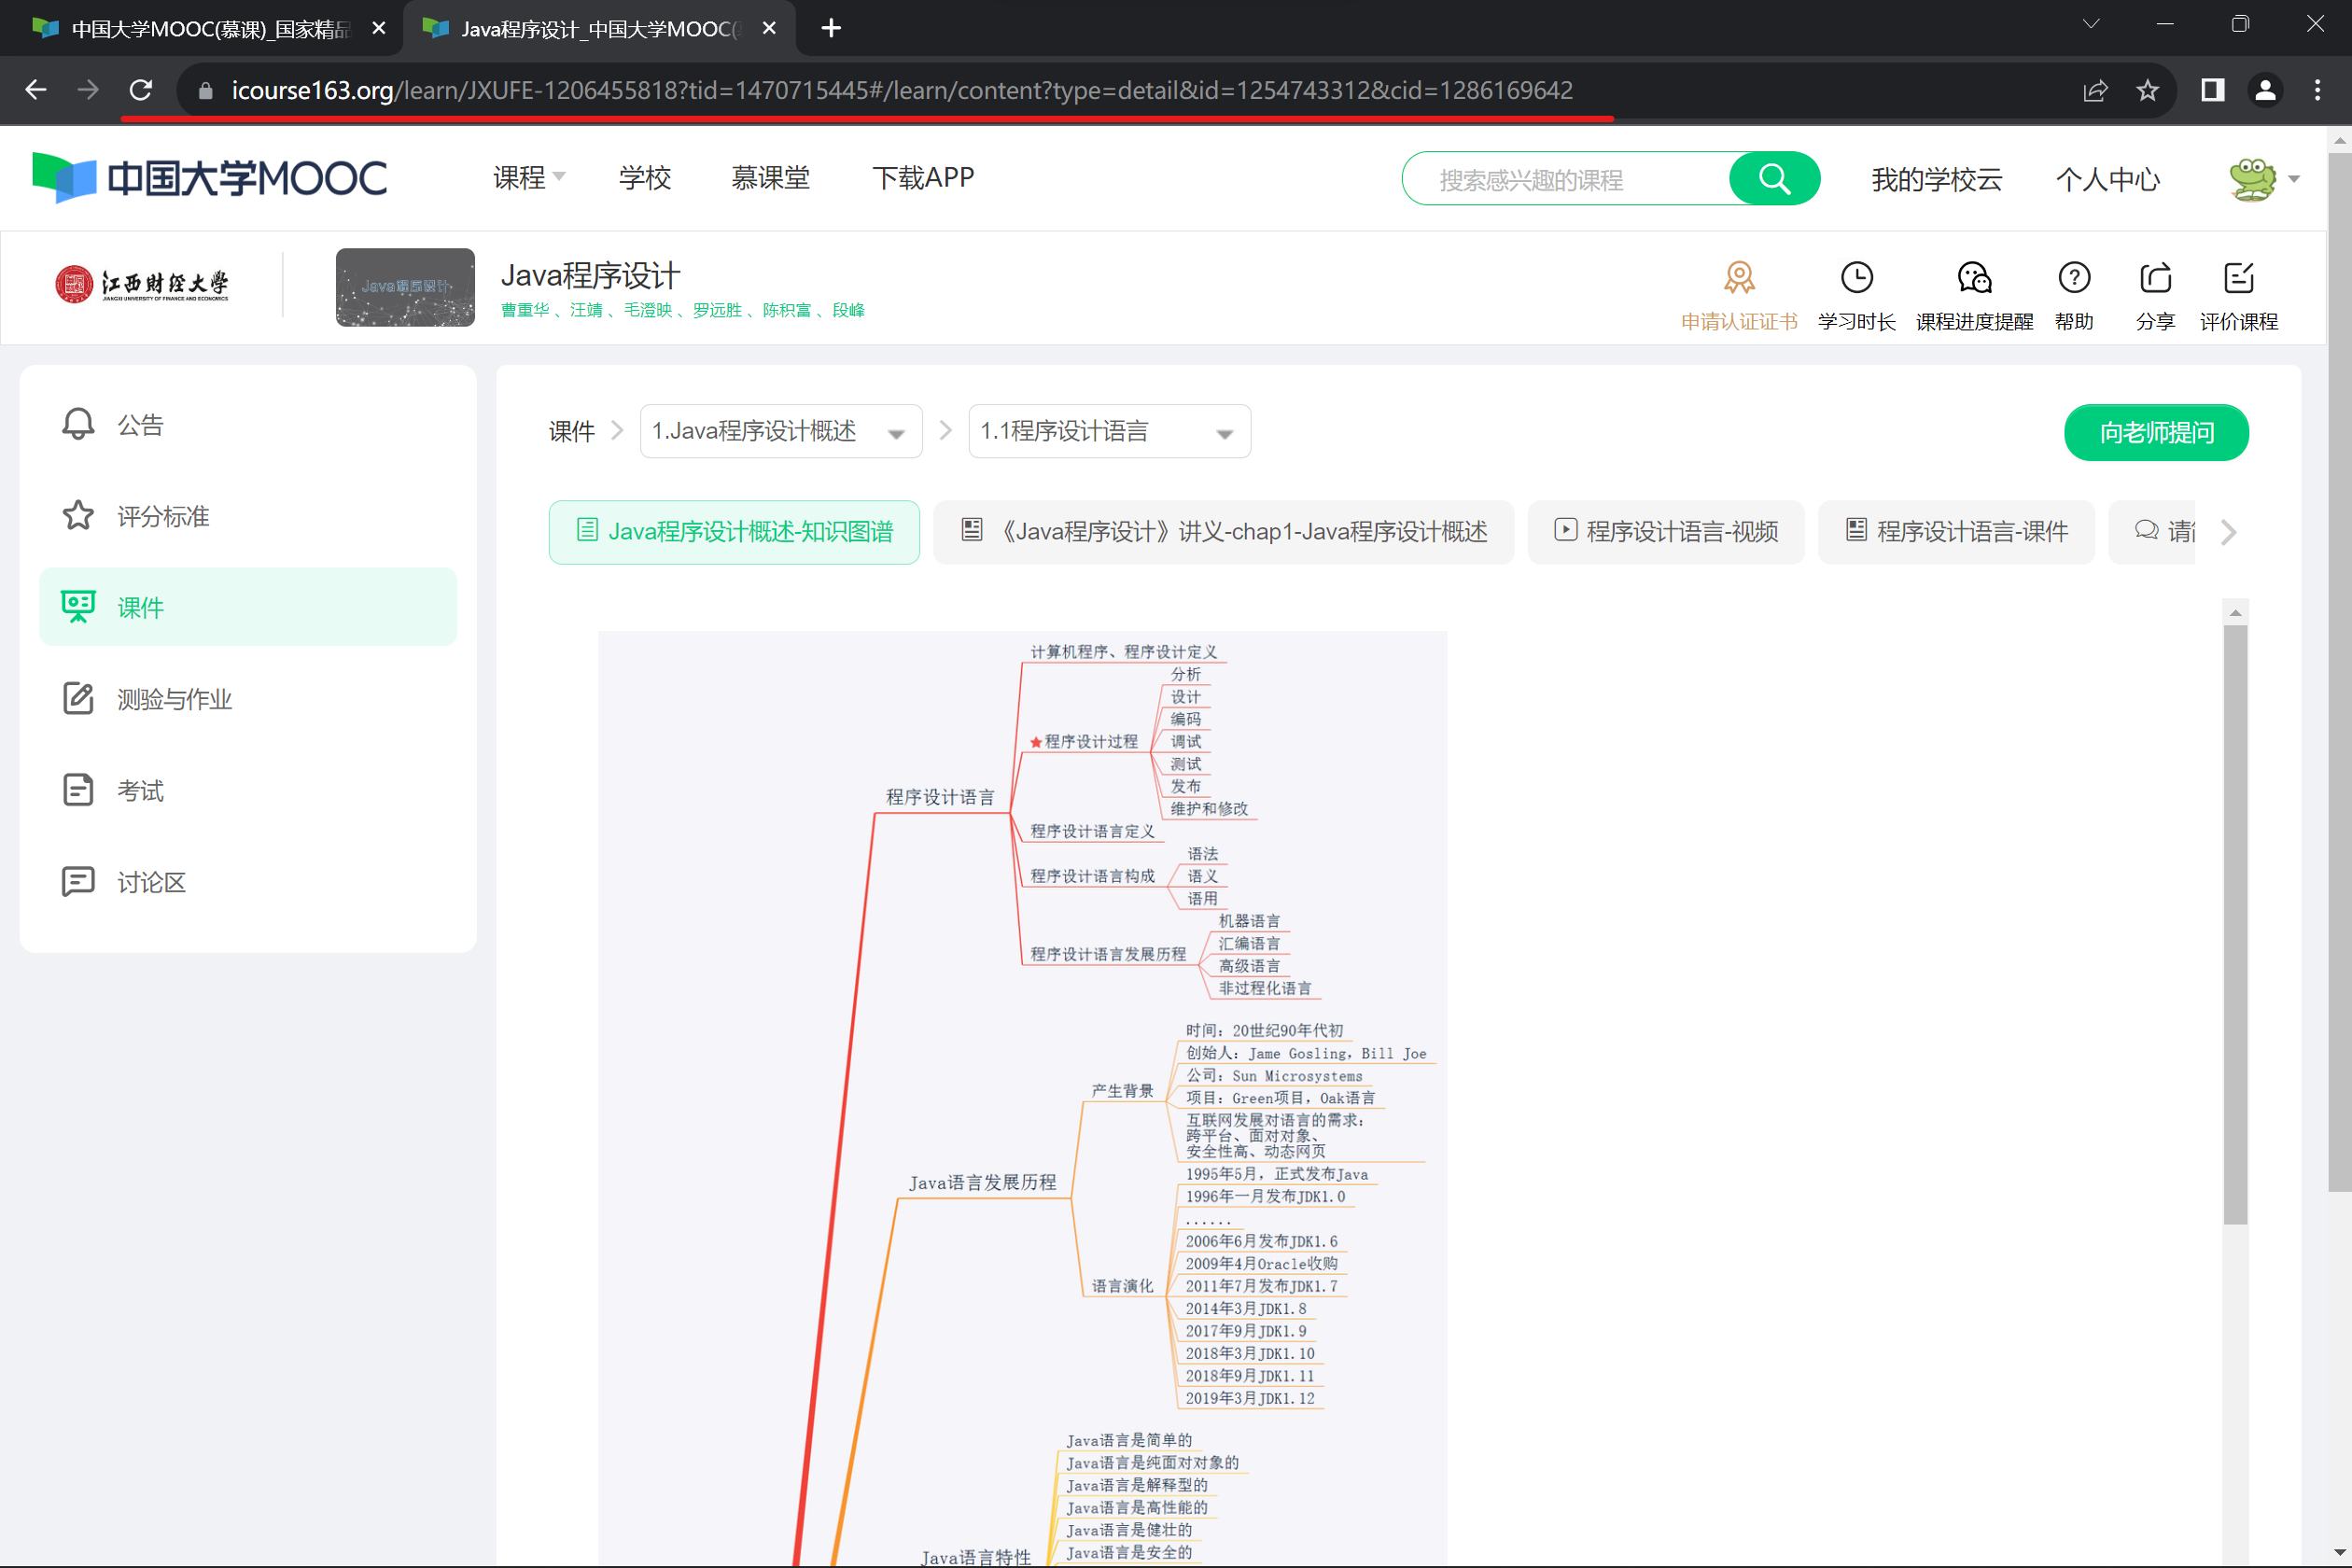 中国大学MOOC(慕课)_国家精品
Java程序设计_中国大学MOOC(
icourse163.org/learn/JXUFE-1206455818?tid=1470715445#/learn/content?type=detail&id=1254743312&cid=1286169642
中国大学MOOC
课程
学校
慕课堂
下载APP
搜索感兴趣的课程
我的学校云
个人中心
江西财经大学
JIANGXI UNIVERSITY OF FINANCE AND ECONOMICS
Java程序设计
Java程序设计
曹重华 、汪靖 、毛澄映 、罗远胜 、陈积富 、段峰
申请认证证书
学习时长
课程进度提醒
帮助
分享
评价课程
公告
评分标准
课件
测验与作业
考试
讨论区
课件
1.Java程序设计概述
1.1程序设计语言
向老师提问
Java程序设计概述-知识图谱
《Java程序设计》讲义-chap1-Java程序设计概述
程序设计语言-视频
程序设计语言-课件
计算机程序、程序设计定义
分析
设计
编码
★程序设计过程
调试
测试
发布
维护和修改
程序设计语言
程序设计语言定义
语法
程序设计语言构成
语义
语用
机器语言
汇编语言
程序设计语言发展历程
高级语言
非过程化语言
时间：20世纪90年代初
创始人：Jame Gosling，Bill Joe
公司：Sun Microsystems
产生背景
项目：Green项目，Oak语言
互联网发展对语言的需求：
跨平台、面对对象、
安全性高、动态网页
Java语言发展历程
1995年5月，正式发布Java
1996年一月发布JDK1.0
......
2006年6月发布JDK1.6
2009年4月Oracle收购
语言演化
2011年7月发布JDK1.7
2014年3月JDK1.8
2017年9月JDK1.9
2018年3月JDK1.10
2018年9月JDK1.11
2019年3月JDK1.12
Java语言是简单的
Java语言是纯面对对象的
Java语言是解释型的
Java语言是高性能的
Java语言是健壮的
Java语言是安全的
Java语言特性